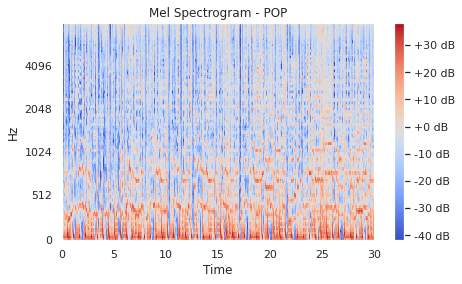 Mel Spectrogram - POP
Hz
4096
2048
1024
512
0
0 5 10 15 20 25 30
Time
+30 dB
+20 dB
+10 dB
+0 dB
-10 dB
-20 dB
-30 dB
-40 dB